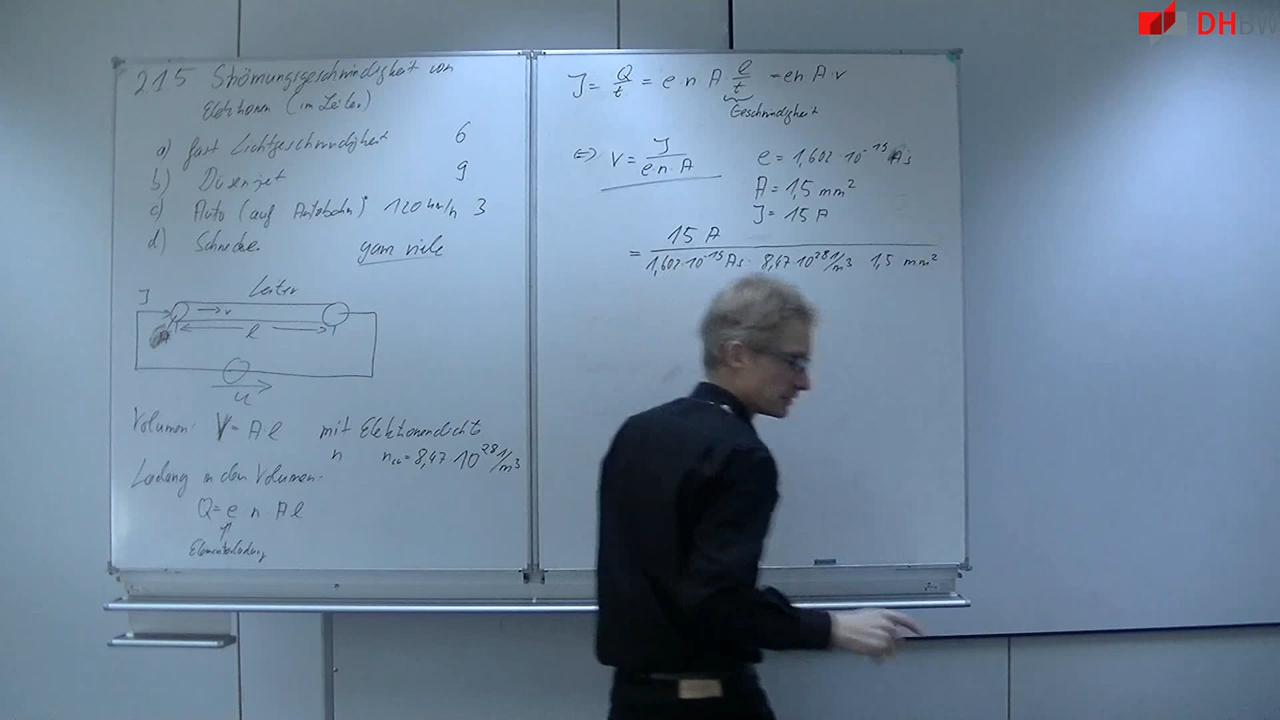 2.1.5 Strömungsgeschwindigkeit von
Elektronen (im Leiter)
a) fast Lichtgeschwindigkeit 6
b) Düsenjet 9
c) Auto (auf Autobahn) 120 km/h 3
d) Schnecke ganz viele
Leiter
J
v
l
A
u
Volumen: V = A l mit Elektronendichte
n n_cu = 8,47 10^28 1/m^3
Ladung in den Volumen:
Q = e n A l
Elementarladung
J = Q/t = e n A l/t = e n A v
Geschwindigkeit
⇔ v = J/(e n A) e = 1,602 10^-19 As
A = 1,5 mm²
J = 15 A
= 15 A
1,602·10^-19 As · 8,47·10^28 1/m^3 1,5 mm²
DHBW